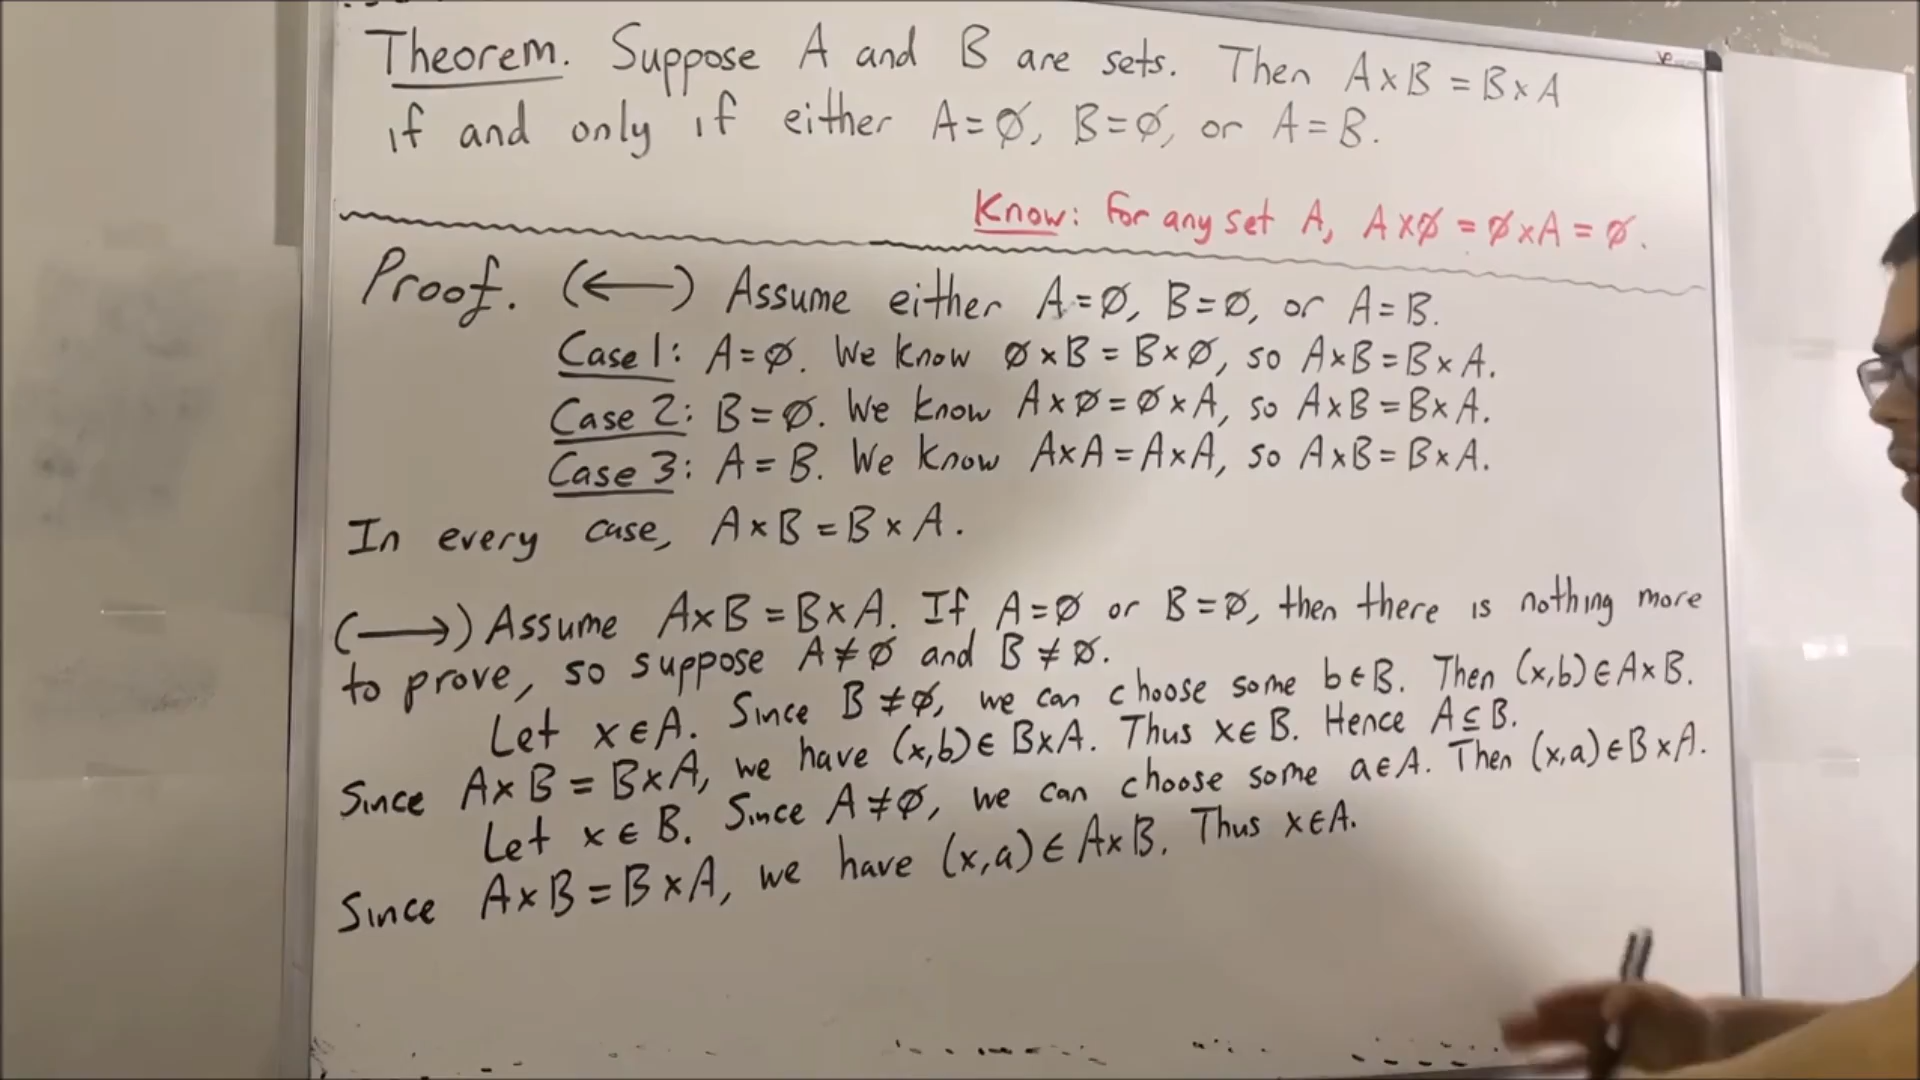 Theorem. Suppose A and B are sets. Then A×B = B×A
if and only if either A=∅, B=∅, or A=B.
Know: For any set A, A×∅ = ∅×A = ∅.
Proof. (←) Assume either A=∅, B=∅, or A=B.
Case 1: A=∅. We know ∅×B = B×∅, so A×B=B×A.
Case 2: B=∅. We know A×∅=∅×A, so A×B=B×A.
Case 3: A=B. We know A×A=A×A, so A×B=B×A.
In every case, A×B=B×A.
(→) Assume A×B=B×A. If A=∅ or B=∅, then there is nothing more
to prove, so suppose A≠∅ and B≠∅.
Let x∈A. Since B≠∅, we can choose some b∈B. Then (x,b)∈A×B.
Since A×B=B×A, we have (x,b)∈B×A. Thus x∈B. Hence A⊆B.
Let x∈B. Since A≠∅, we can choose some a∈A. Then (x,a)∈B×A.
Since A×B=B×A, we have (x,a)∈A×B. Thus x∈A.